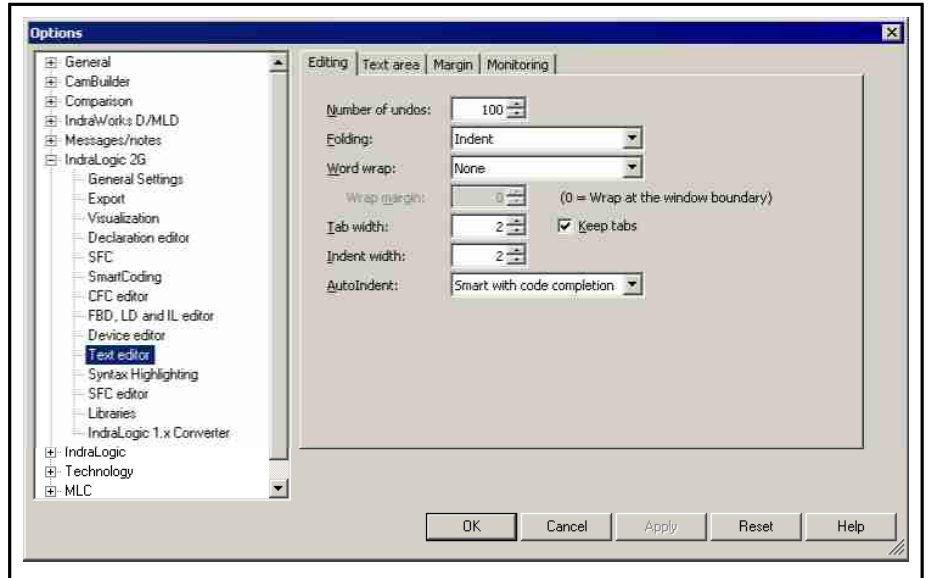 Options
General
CamBuilder
Comparison
IndraWorks D/MLD
Messages/notes
IndraLogic 2G
General Settings
Export
Visualization
Declaration editor
SFC
SmartCoding
CFC editor
FBD, LD and IL editor
Device editor
Text editor
Syntax Highlighting
SFC editor
Libraries
IndraLogic 1.x Converter
IndraLogic
Technology
MLC
Editing Text area Margin Monitoring
Number of undos: 100
Folding: Indent
Word wrap: None
Wrap margin: 0 (0 = Wrap at the window boundary)
Tab width: 2 Keep tabs
Indent width: 2
AutoIndent: Smart with code completion
OK Cancel Apply Reset Help